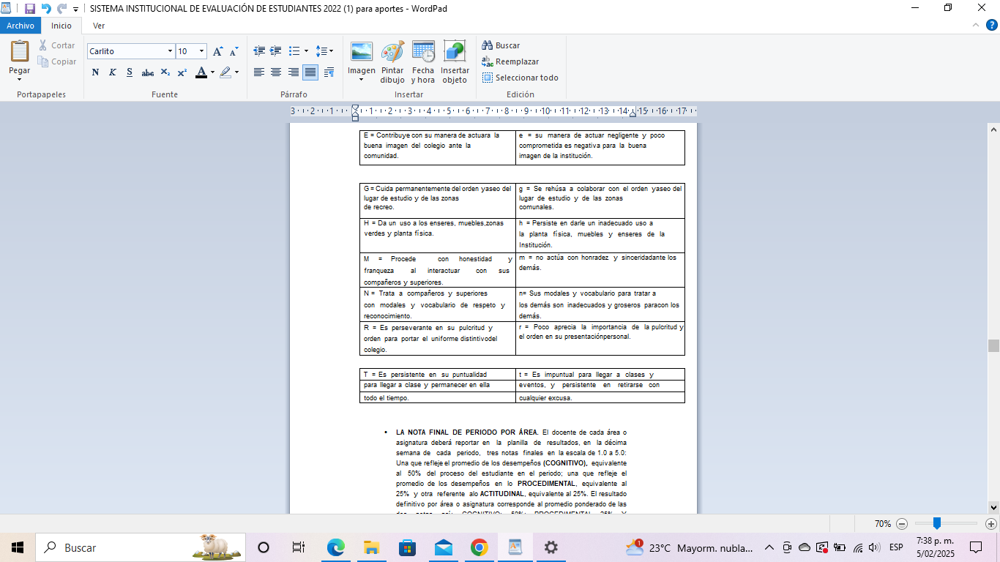 SISTEMA INSTITUCIONAL DE EVALUACIÓN DE ESTUDIANTES 2022 (1) para aportes - WordPad
Archivo Inicio Ver
Pegar
Cortar
Copiar
Portapapeles
Carlito 10
N K S abc X₂ X² A
Fuente
Párrafo
Imagen
Pintar dibujo
Fecha y hora
Insertar objeto
Insertar
Buscar
Reemplazar
Seleccionar todo
Edición
3 2 1 1 2 3 4 5 6 7 8 9 10 11 12 13 14 15 16 17
E = Contribuye con su manera de actuara la
buena imagen del colegio ante la
comunidad.
e = su manera de actuar negligente y poco
comprometida es negativa para la buena
imagen de la institución.
G = Cuida permanentemente del orden yaseo del
lugar de estudio y de las zonas
de recreo.
g = Se rehúsa a colaborar con el orden yaseo del
lugar de estudio y de las zonas
comunales.
H = Da un uso a los enseres, muebles,zonas
verdes y planta física.
h = Persiste en darle un inadecuado uso a
la planta física, muebles y enseres de la
Institución.
M = Procede con honestidad y
franqueza al interactuar con sus
compañeros y superiores.
m = no actúa con honradez y sinceridadante los
demás.
N = Trata a compañeros y superiores
con modales y vocabulario de respeto y
reconocimiento.
n= Sus modales y vocabulario para tratar a
los demás son inadecuados y groseros paracon los
demás.
R = Es perseverante en su pulcritud y
orden para portar el uniforme distintivodel
colegio.
r = Poco aprecia la importancia de la pulcritud y
el orden en su presentaciónpersonal.
T = Es persistente en su puntualidad
para llegar a clase y permanecer en ella
todo el tiempo.
t = Es impuntual para llegar a clases y
eventos, y persistente en retirarse con
cualquier excusa.
• LA NOTA FINAL DE PERIODO POR ÁREA. El docente de cada área o
asignatura deberá reportar en la planilla de resultados, en la décima
semana de cada periodo, tres notas finales en la escala de 1.0 a 5.0:
Una que refleje el promedio de los desempeños (COGNITIVO), equivalente
al 50% del proceso del estudiante en el periodo; una que refleje el
promedio de los desempeños en lo PROCEDIMENTAL, equivalente al
25% y otra referente alo ACTITUDINAL, equivalente al 25%. El resultado
definitivo por área o asignatura corresponde al promedio ponderado de las
dos notas así: COGNITIVO: 50%; PROCEDIMENTAL 25% Y
70%
Buscar
23°C Mayorm. nubla...
1
ESP
7:38 p. m.
5/02/2025